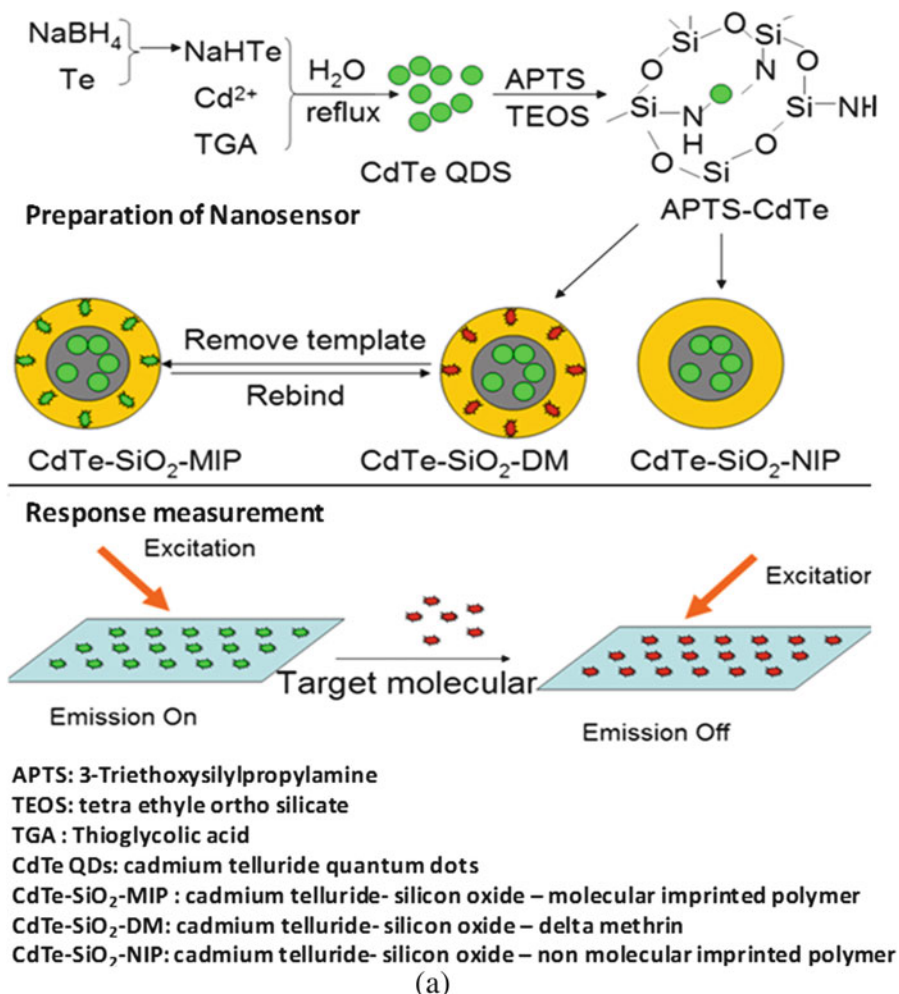 NaBH4
Te
NaHTe
Cd2+
TGA
H2O
reflux
CdTe QDS
APTS
TEOS
Si
Si
O
O
N
Si
N
H
Si
NH
O
O
Si
APTS-CdTe
Preparation of Nanosensor
Remove template
Rebind
CdTe-SiO2-MIP
CdTe-SiO2-DM
CdTe-SiO2-NIP
Response measurement
Excitation
Excitatior
Target molecular
Emission On
Emission Off
APTS: 3-Triethoxysilylpropylamine
TEOS: tetra ethyle ortho silicate
TGA : Thioglycolic acid
CdTe QDs: cadmium telluride quantum dots
CdTe-SiO2-MIP : cadmium telluride- silicon oxide – molecular imprinted polymer
CdTe-SiO2-DM: cadmium telluride- silicon oxide – delta methrin
CdTe-SiO2-NIP: cadmium telluride- silicon oxide – non molecular imprinted polymer
(a)